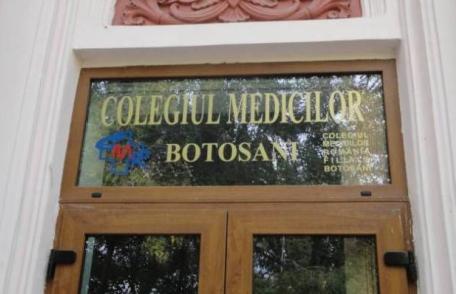 COLEGIUL MEDICILOR
BOTOSANI
COLEGIUL
MEDICILOR
ROMANIA
FILIALA
BOTOSANI